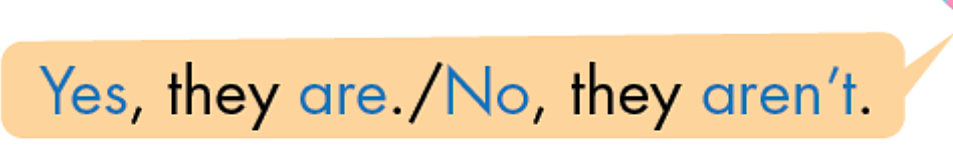 Yes, they are./No, they aren't.